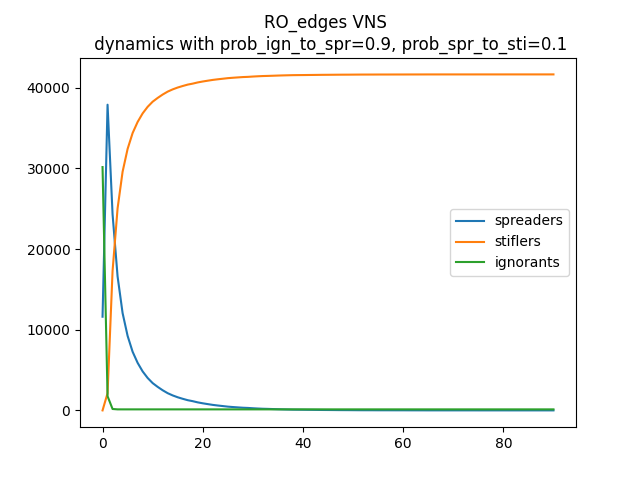 RO_edges VNS
dynamics with prob_ign_to_spr=0.9, prob_spr_to_sti=0.1
40000
30000
20000
10000
0
spreaders
stiflers
ignorants
0 20 40 60 80